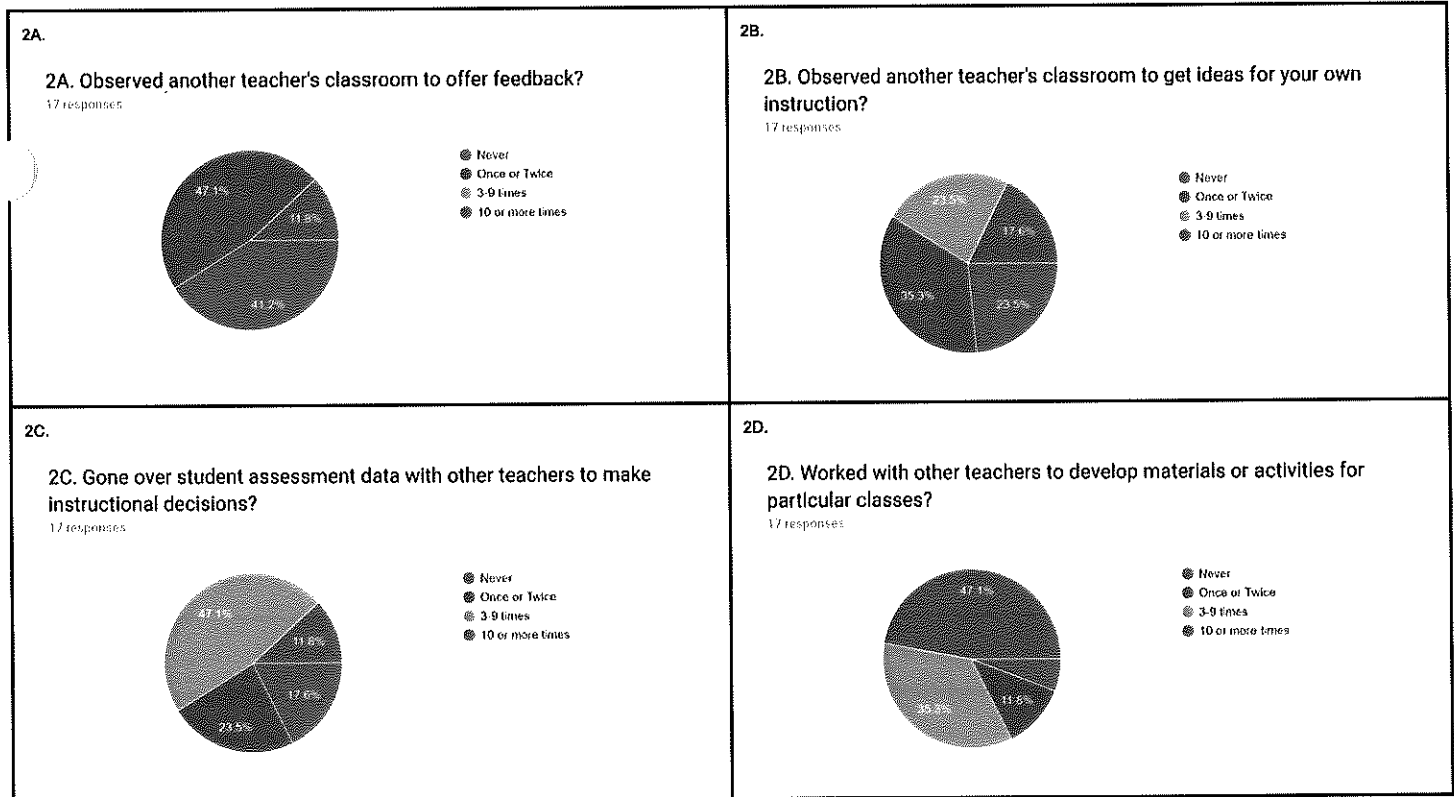 2A.
2A. Observed another teacher's classroom to offer feedback?
17 responses
47.1%
11.8%
41.2%
Never
Once or Twice
3-9 times
10 or more times
2B.
2B. Observed another teacher's classroom to get ideas for your own
instruction?
17 responses
23.5%
17.6%
35.3%
23.5%
Never
Once or Twice
3-9 times
10 or more times
2C.
2C. Gone over student assessment data with other teachers to make
instructional decisions?
17 responses
47.1%
11.8%
17.6%
23.5%
Never
Once or Twice
3-9 times
10 or more times
2D.
2D. Worked with other teachers to develop materials or activities for
particular classes?
17 responses
47.1%
11.8%
35.3%
Never
Once or Twice
3-9 times
10 or more times